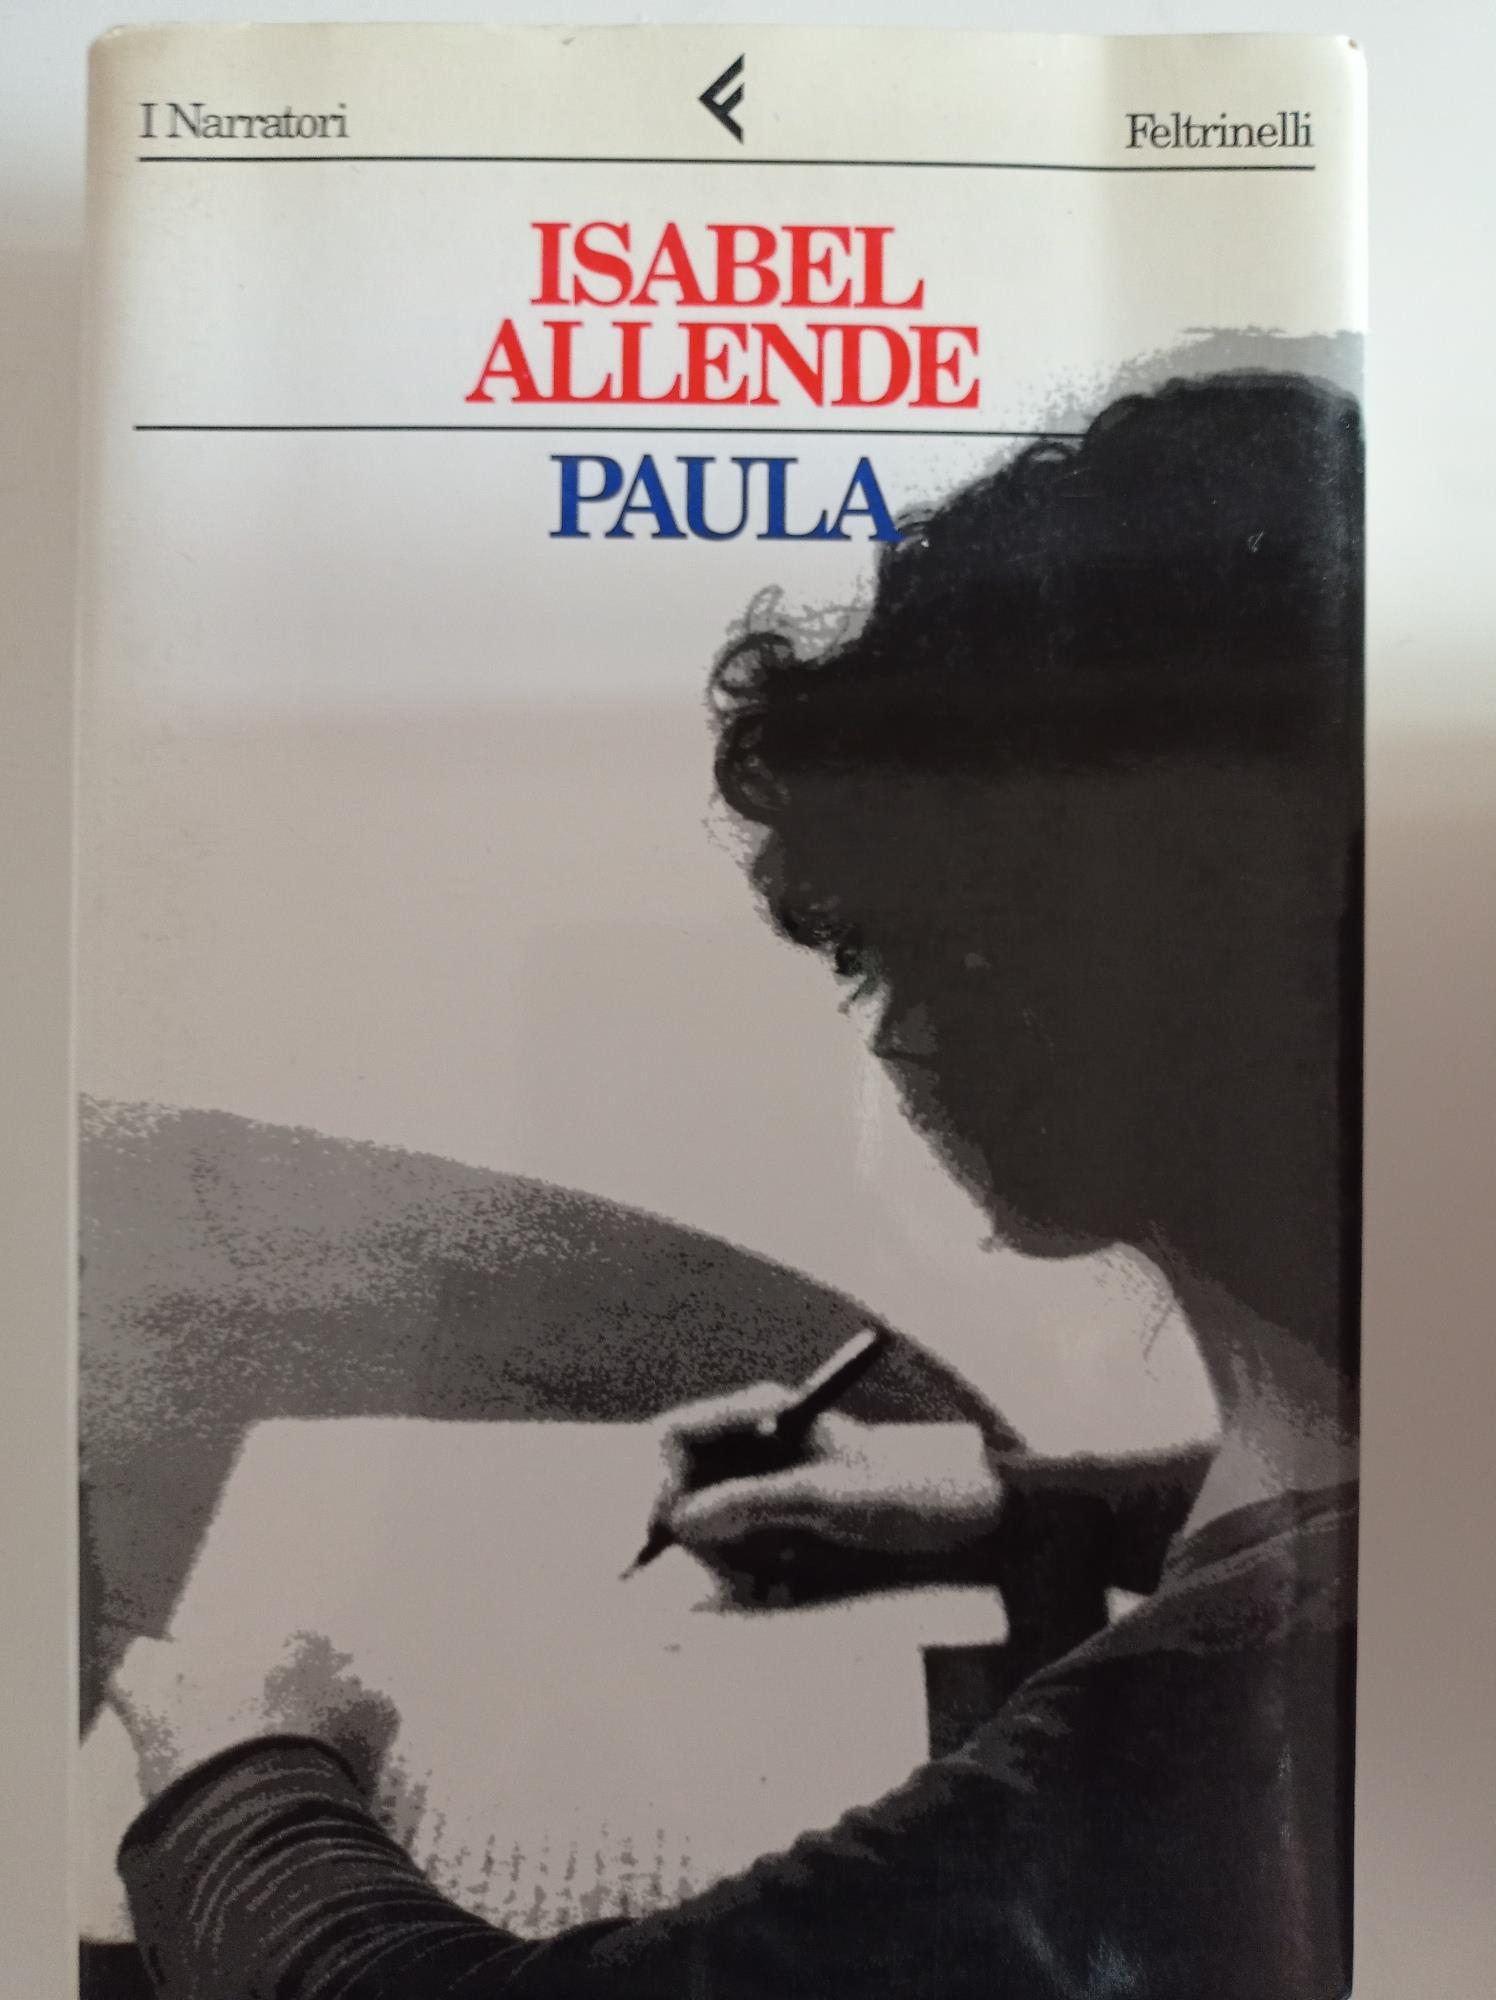 I Narratori
Feltrinelli
ISABEL
ALLENDE
PAULA